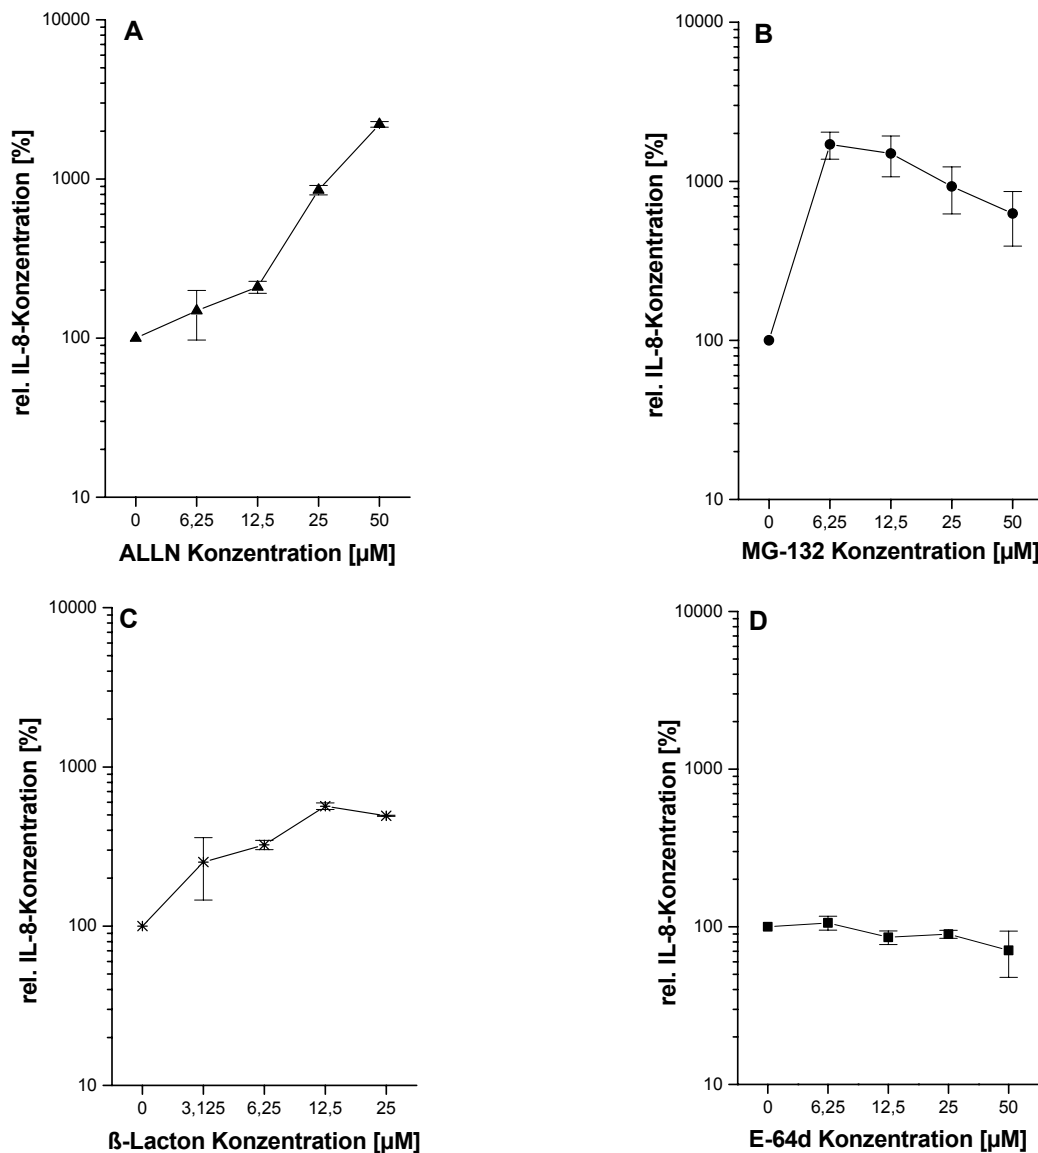 A
rel. IL-8-Konzentration [%]
10000
1000
100
10
0 6,25 12,5 25 50
ALLN Konzentration [µM]
B
rel. IL-8-Konzentration [%]
10000
1000
100
10
0 6,25 12,5 25 50
MG-132 Konzentration [µM]
C
rel. IL-8-Konzentration [%]
10000
1000
100
10
0 3,125 6,25 12,5 25
ß-Lacton Konzentration [µM]
D
rel. IL-8-Konzentration [%]
10000
1000
100
10
0 6,25 12,5 25 50
E-64d Konzentration [µM]